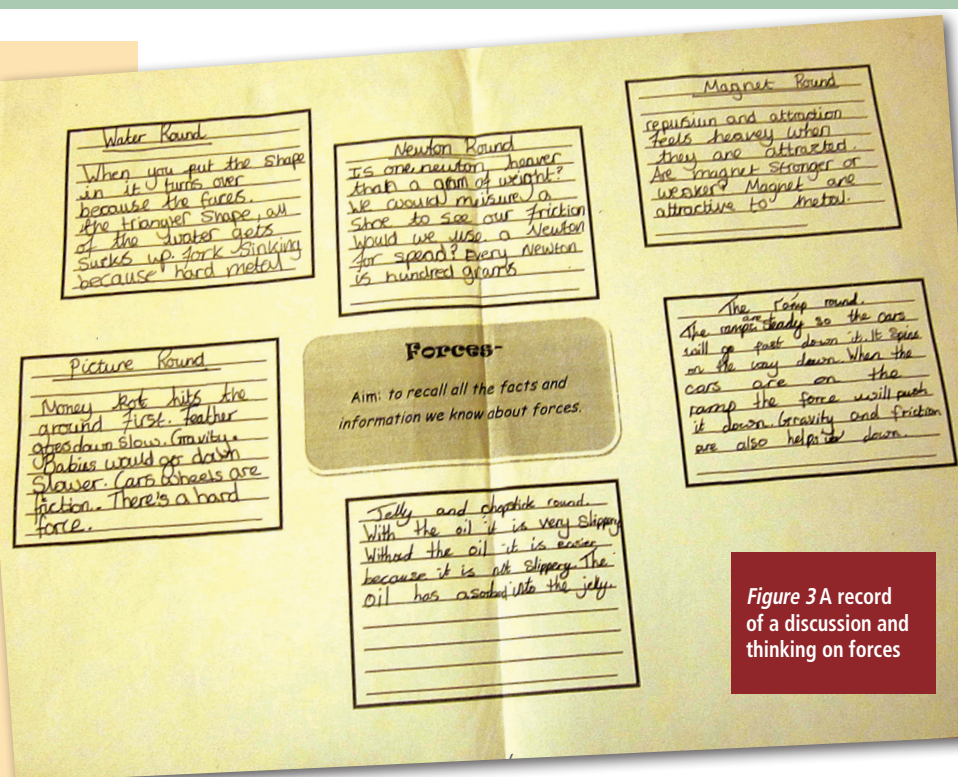 Water Round
When you put the shape
in it turns over
because the faces.
the triangler shape, all
of the water gets
sucks up. fork sinking
because hard metal
Newton Round
Is one newton heaver
than a gram of weight?
We would meisure a
shoe to see our friction
Would we use a Newton
for spead? Every Newton
is hundred grams
Magnet Round
repusiun and attraction
Feels heavey when
they are attrazted.
Are magnet stronger or
weaker? Magnet are
attractive to metal.
Picture Round
Money hits the
ground first. feather
goes down slow. Gravity.
Babies would go down
slower. Cars wheels are
friction. There's a hard
force.
Forces-
Aim: to recall all the facts and
information we know about forces.
The ramp round.
The ramps are steady so the cars
will go fast down it. It spins
on the way down. When the
cars are on the
ramp the force will push
it down. Gravity and friction
are also helps down.
Jelly and chopstick round.
With the oil it is very slippery
Without the oil it is easier
because it is not slippery. The
oil has asorbed into the jelly.
Figure 3 A record
of a discussion and
thinking on forces